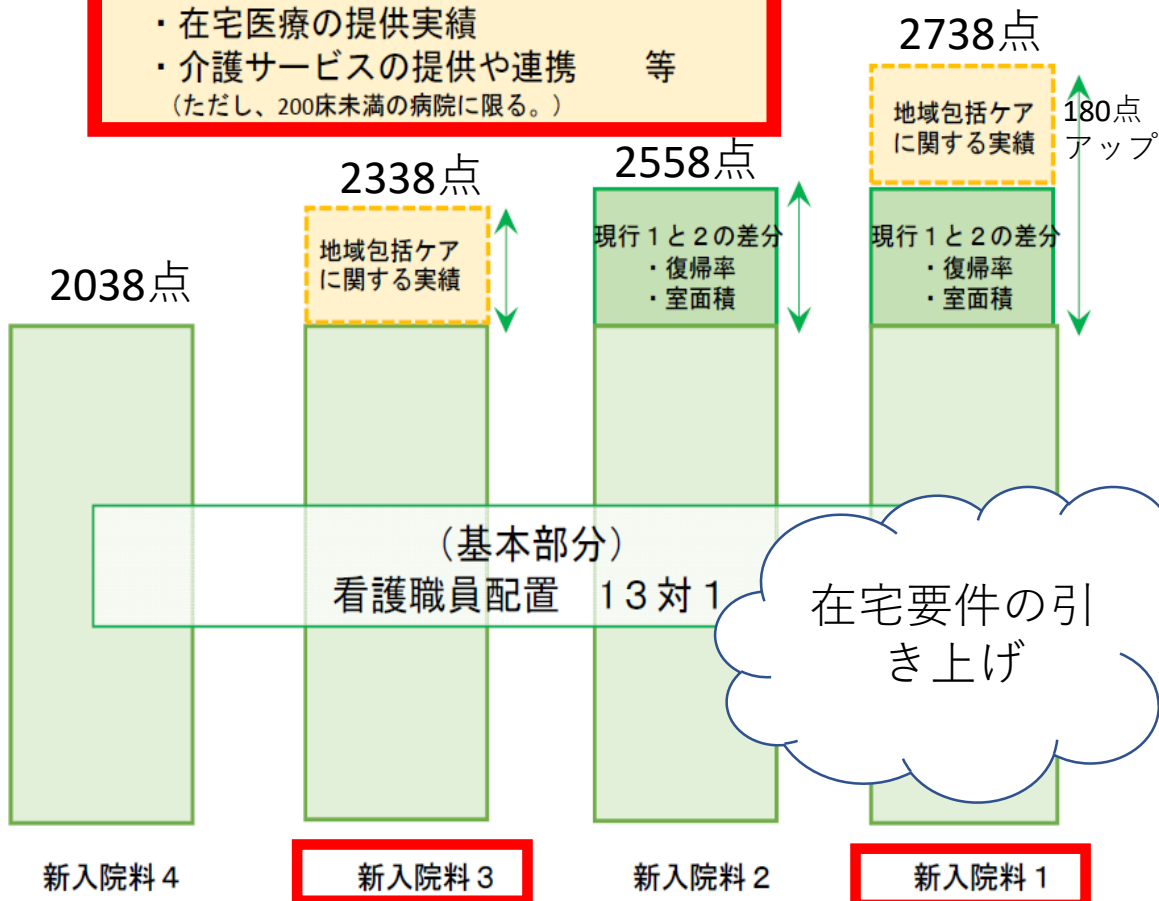 ・在宅医療の提供実績
・介護サービスの提供や連携　　等
（ただし、200床未満の病院に限る。）
2738点
地域包括ケア
に関する実績
180点
アップ
2558点
2338点
現行１と２の差分
・復帰率
・室面積
現行１と２の差分
・復帰率
・室面積
地域包括ケア
に関する実績
2038点
（基本部分）
看護職員配置　１３対１
在宅要件の引
き上げ
新入院料４
新入院料３
新入院料２
新入院料１